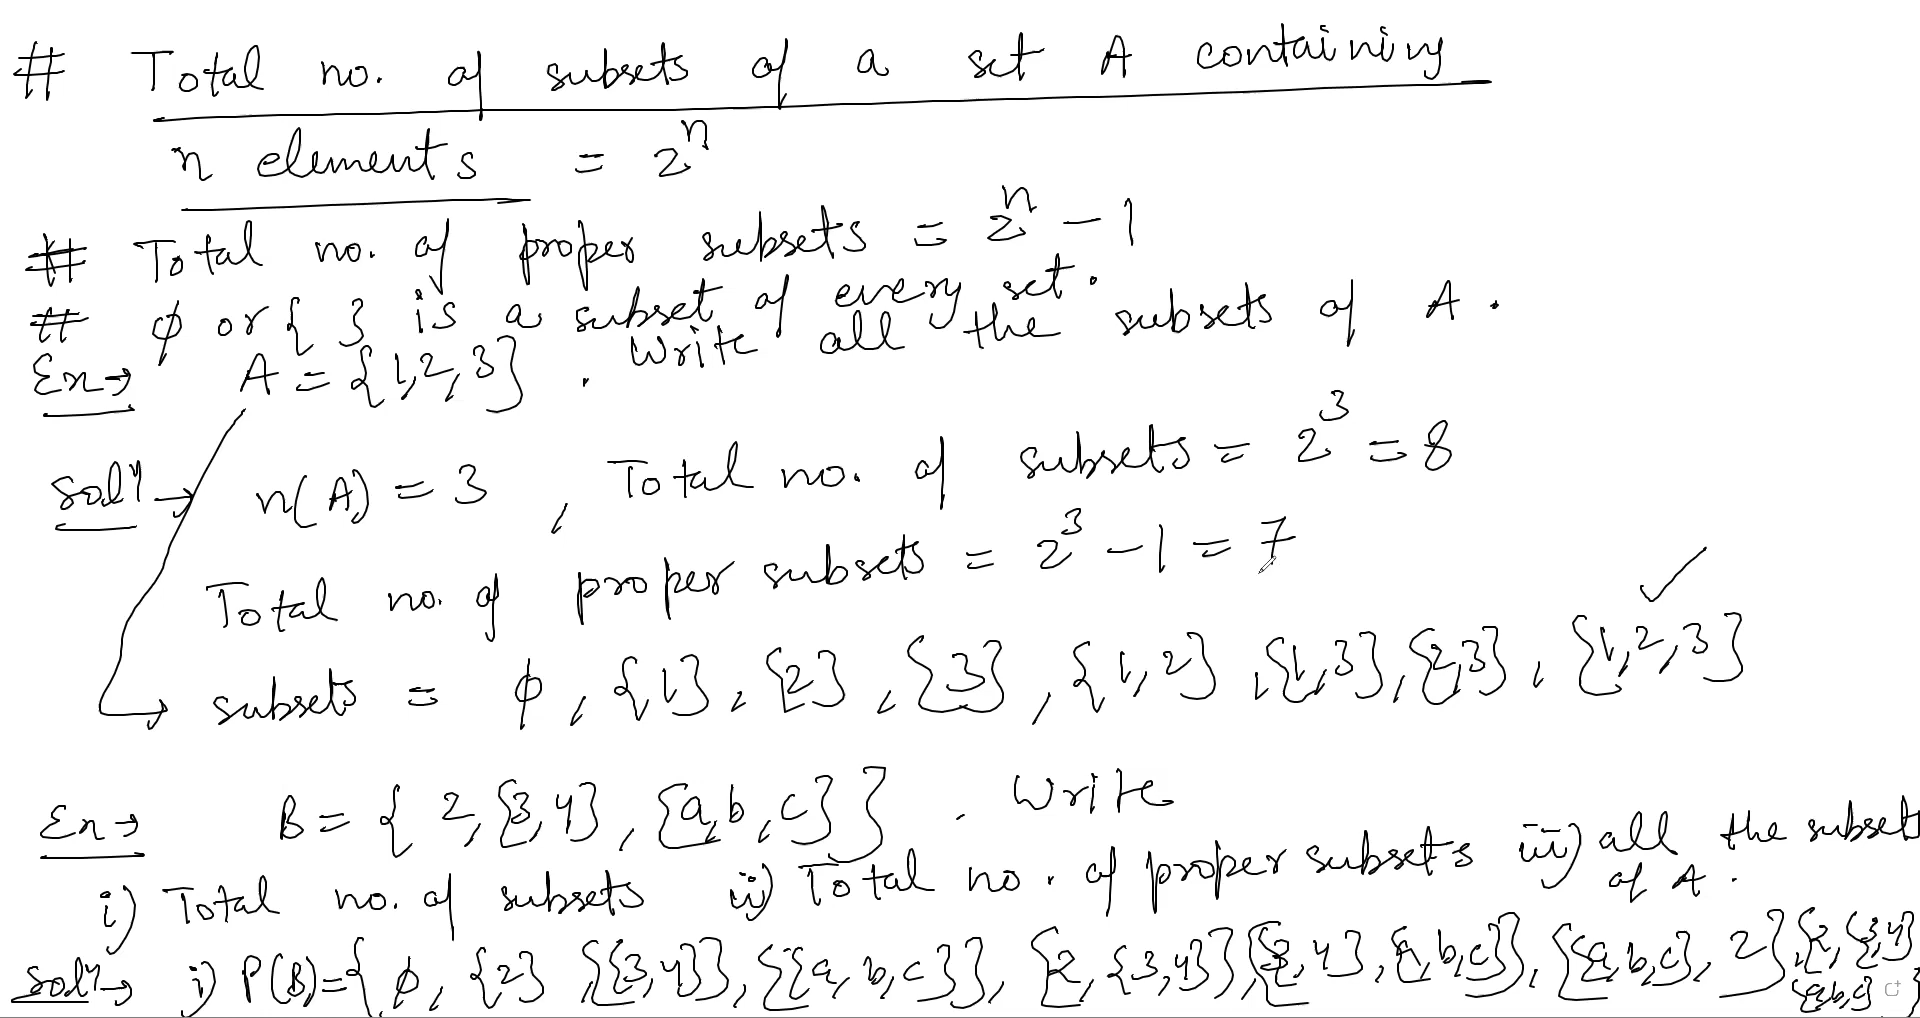 # Total no. of subsets of a set A containing
n elements = 2^n
# Total no. of proper subsets = 2^n - 1
# ϕ or { } is a subset of every set.
Ex→ A = {1,2,3}. Write all the subsets of A.
Sol^n→ n(A) = 3, Total no. of subsets = 2^3 = 8
Total no. of proper subsets = 2^3 - 1 = 7
subsets = ϕ, {1}, {2}, {3}, {1,2}, {1,3}, {2,3}, {1,2,3} ✓
Ex→ B = { 2, {3,4}, {a,b,c} }. Write
i) Total no. of subsets ii) Total no. of proper subsets iii) all the subsets
of A.
Sol^n→ i) P(B) = { ϕ, {2} {{3,4}}, {{a,b,c}}, {2,{3,4}}, {{3,4},{a,b,c}}, {{a,b,c}, 2}, {2,{3,4}
{a,b,c} }